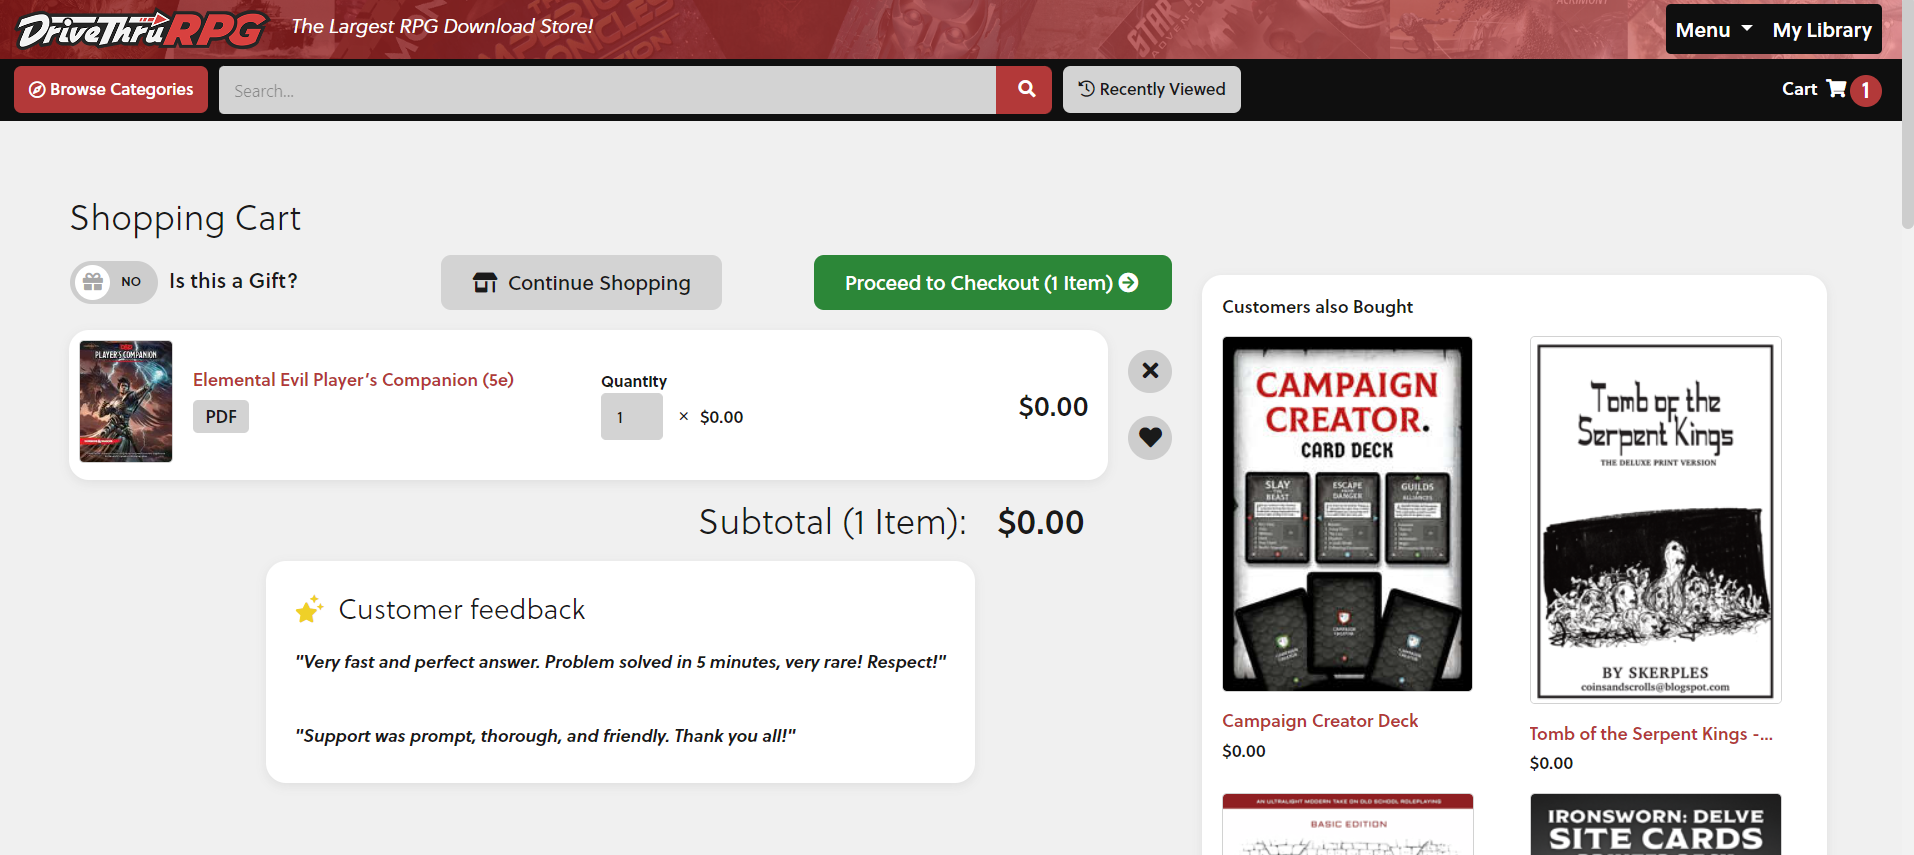 DriveThruRPG
The Largest RPG Download Store!
Menu
My Library
Browse Categories
Search...
Recently Viewed
Cart
1
Shopping Cart
NO
Is this a Gift?
Continue Shopping
Proceed to Checkout (1 Item)
PLAYER'S COMPANION
Elemental Evil Player's Companion (5e)
PDF
Quantity
1
× $0.00
$0.00
Subtotal (1 Item): $0.00
Customer feedback
"Very fast and perfect answer. Problem solved in 5 minutes, very rare! Respect!"
"Support was prompt, thorough, and friendly. Thank you all!"
Customers also Bought
CAMPAIGN
CREATOR.
CARD DECK
SLAY
BEAST
ESCAPE
DANGER
GUILDS
ALLIANCES
Campaign Creator Deck
$0.00
Tomb of the
Serpent Kings
THE DELUXE PRINT VERSION
BY SKERPLES
coinsandscrolls@blogspot.com
Tomb of the Serpent Kings -...
$0.00
AN ULTRALIGHT MODERN TAKE ON OLD SCHOOL ROLEPLAYING
BASIC EDITION
IRONSWORN: DELVE
SITE CARDS